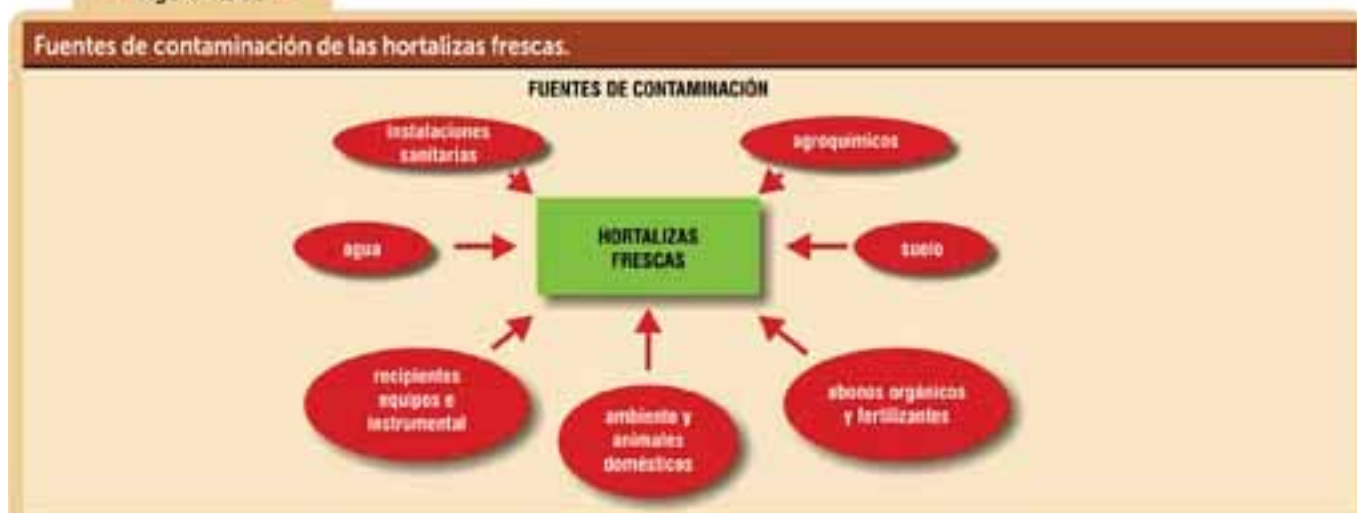 Fuentes de contaminación de las hortalizas frescas.
FUENTES DE CONTAMINACIÓN
instalaciones
sanitarias
agroquímicos
agua
HORTALIZAS
FRESCAS
suelo
recipientes
equipos e
instrumental
ambiente y
animales
domésticos
abonos orgánicos
y fertilizantes